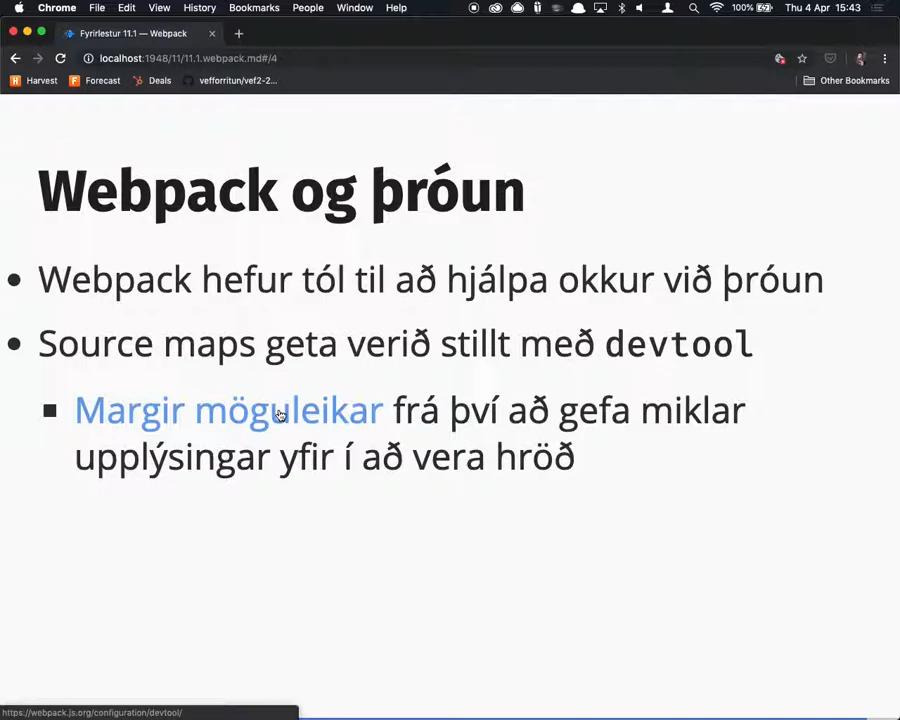 Chrome File Edit View History Bookmarks People Window Help 100% Thu 4 Apr 15:43
Fyrirlestur 11.1 — Webpack
localhost:1948/11/11.1.webpack.md#/4
Harvest Forecast Deals vefforritun/vef2-2... Other Bookmarks
Webpack og þróun
Webpack hefur tól til að hjálpa okkur við þróun
Source maps geta verið stillt með devtool
Margir möguleikar frá því að gefa miklar
upplýsingar yfir í að vera hröð
https://webpack.js.org/configuration/devtool/